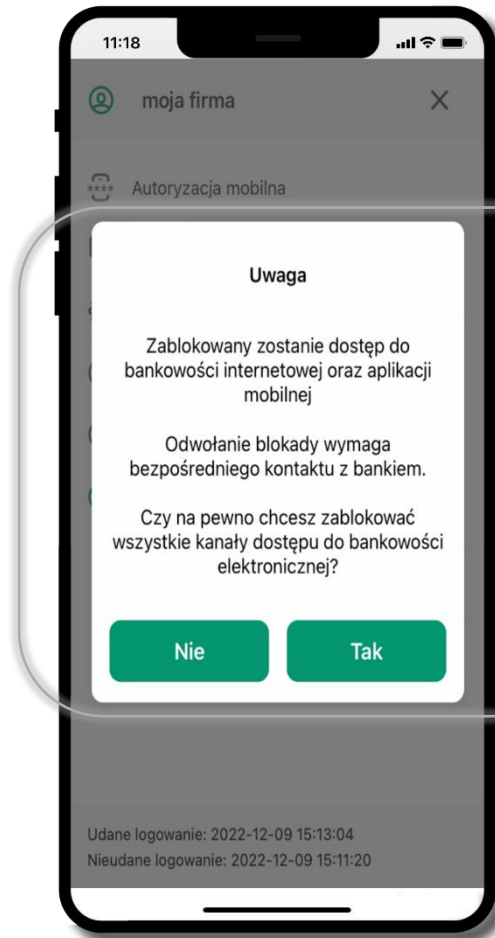 11:18
moja firma
Autoryzacja mobilna
Uwaga
Zablokowany zostanie dostęp do
bankowości internetowej oraz aplikacji
mobilnej
Odwołanie blokady wymaga
bezpośredniego kontaktu z bankiem.
Czy na pewno chcesz zablokować
wszystkie kanały dostępu do bankowości
elektronicznej?
Nie Tak
Udane logowanie: 2022-12-09 15:13:04
Nieudane logowanie: 2022-12-09 15:11:20